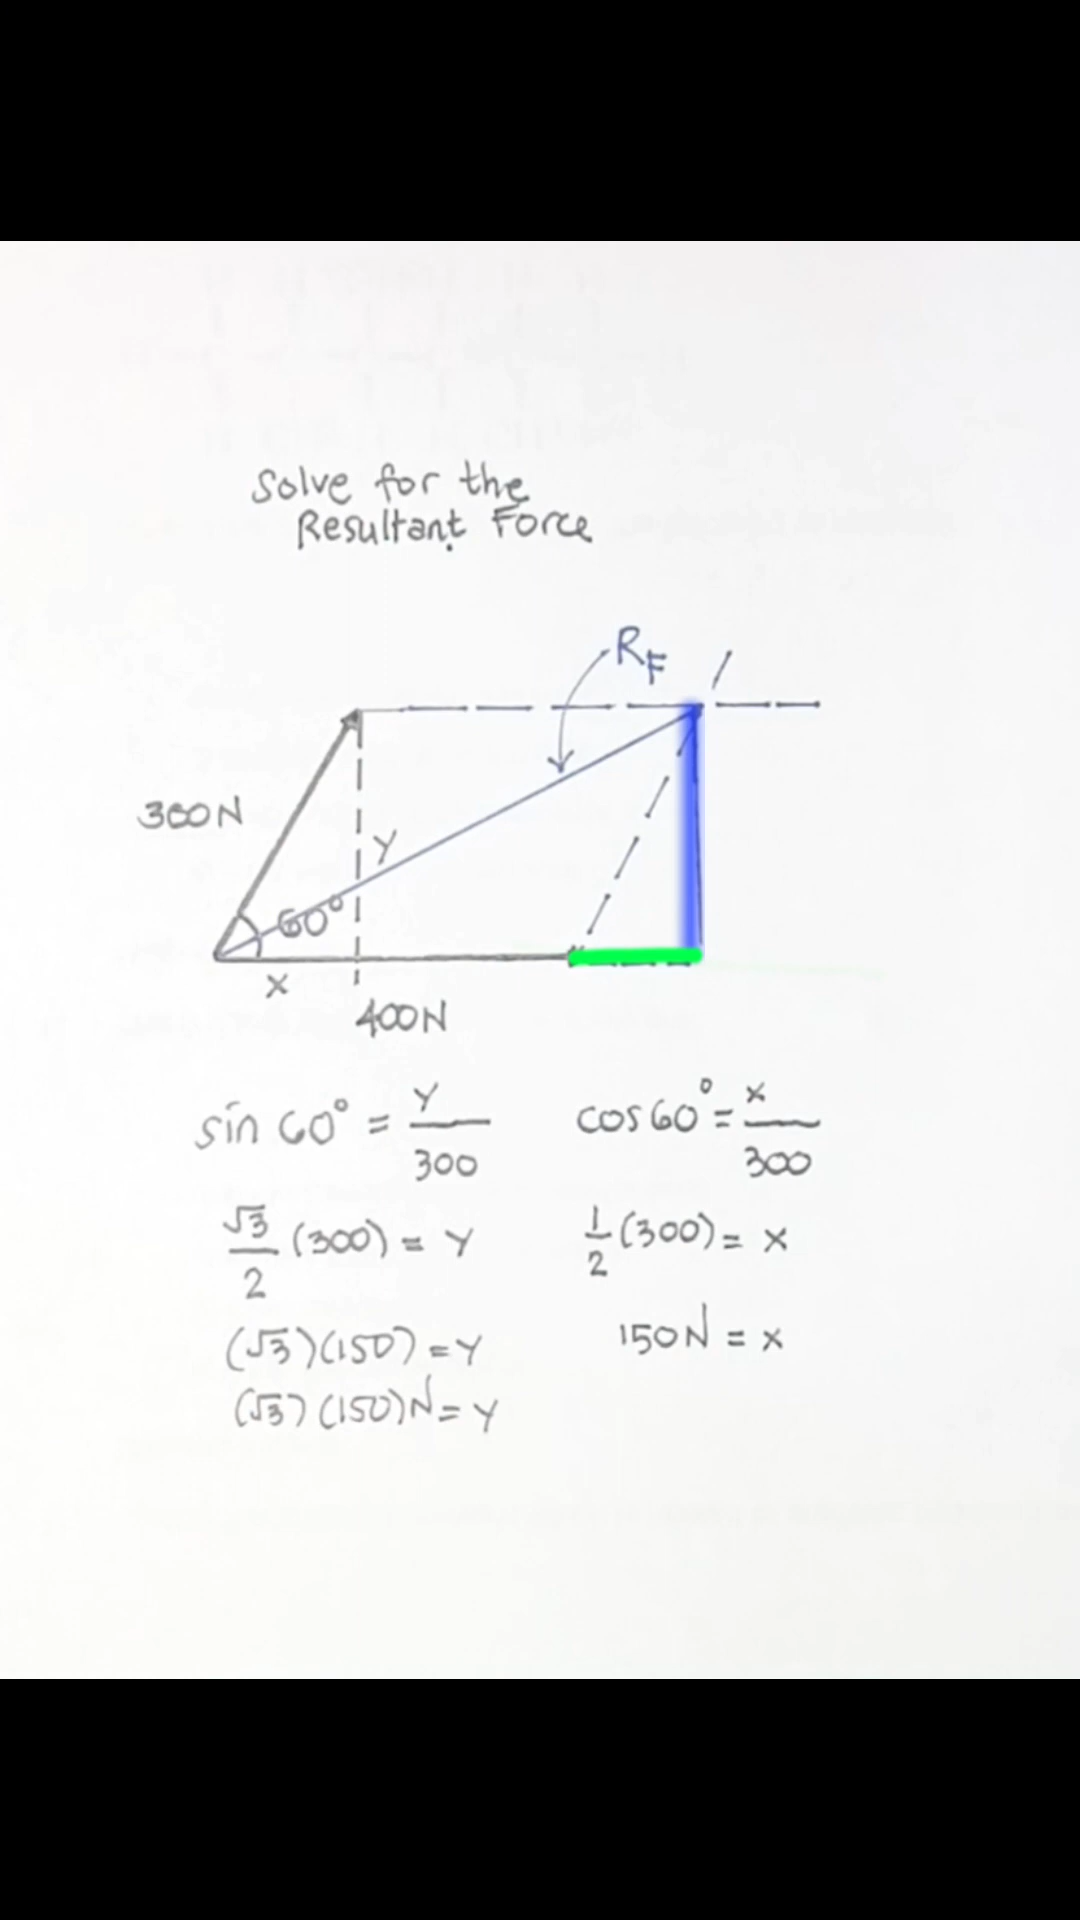 Solve for the
Resultant Force
R_F
300N
Y
60°
X
400N
sin 60° = Y/300
cos 60° = X/300
√3/2 (300) = Y
1/2 (300) = X
(√3)(150) = Y
150N = X
(√3)(150)N = Y